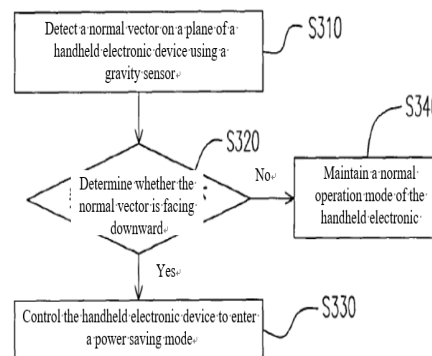 Detect a normal vector on a plane of a
handheld electronic device using a
gravity sensor
S310
S320
Determine whether the
normal vector is facing
downward
No
Yes
S340
Maintain a normal
operation mode of the
handheld electronic
Control the handheld electronic device to enter
a power saving mode
S330